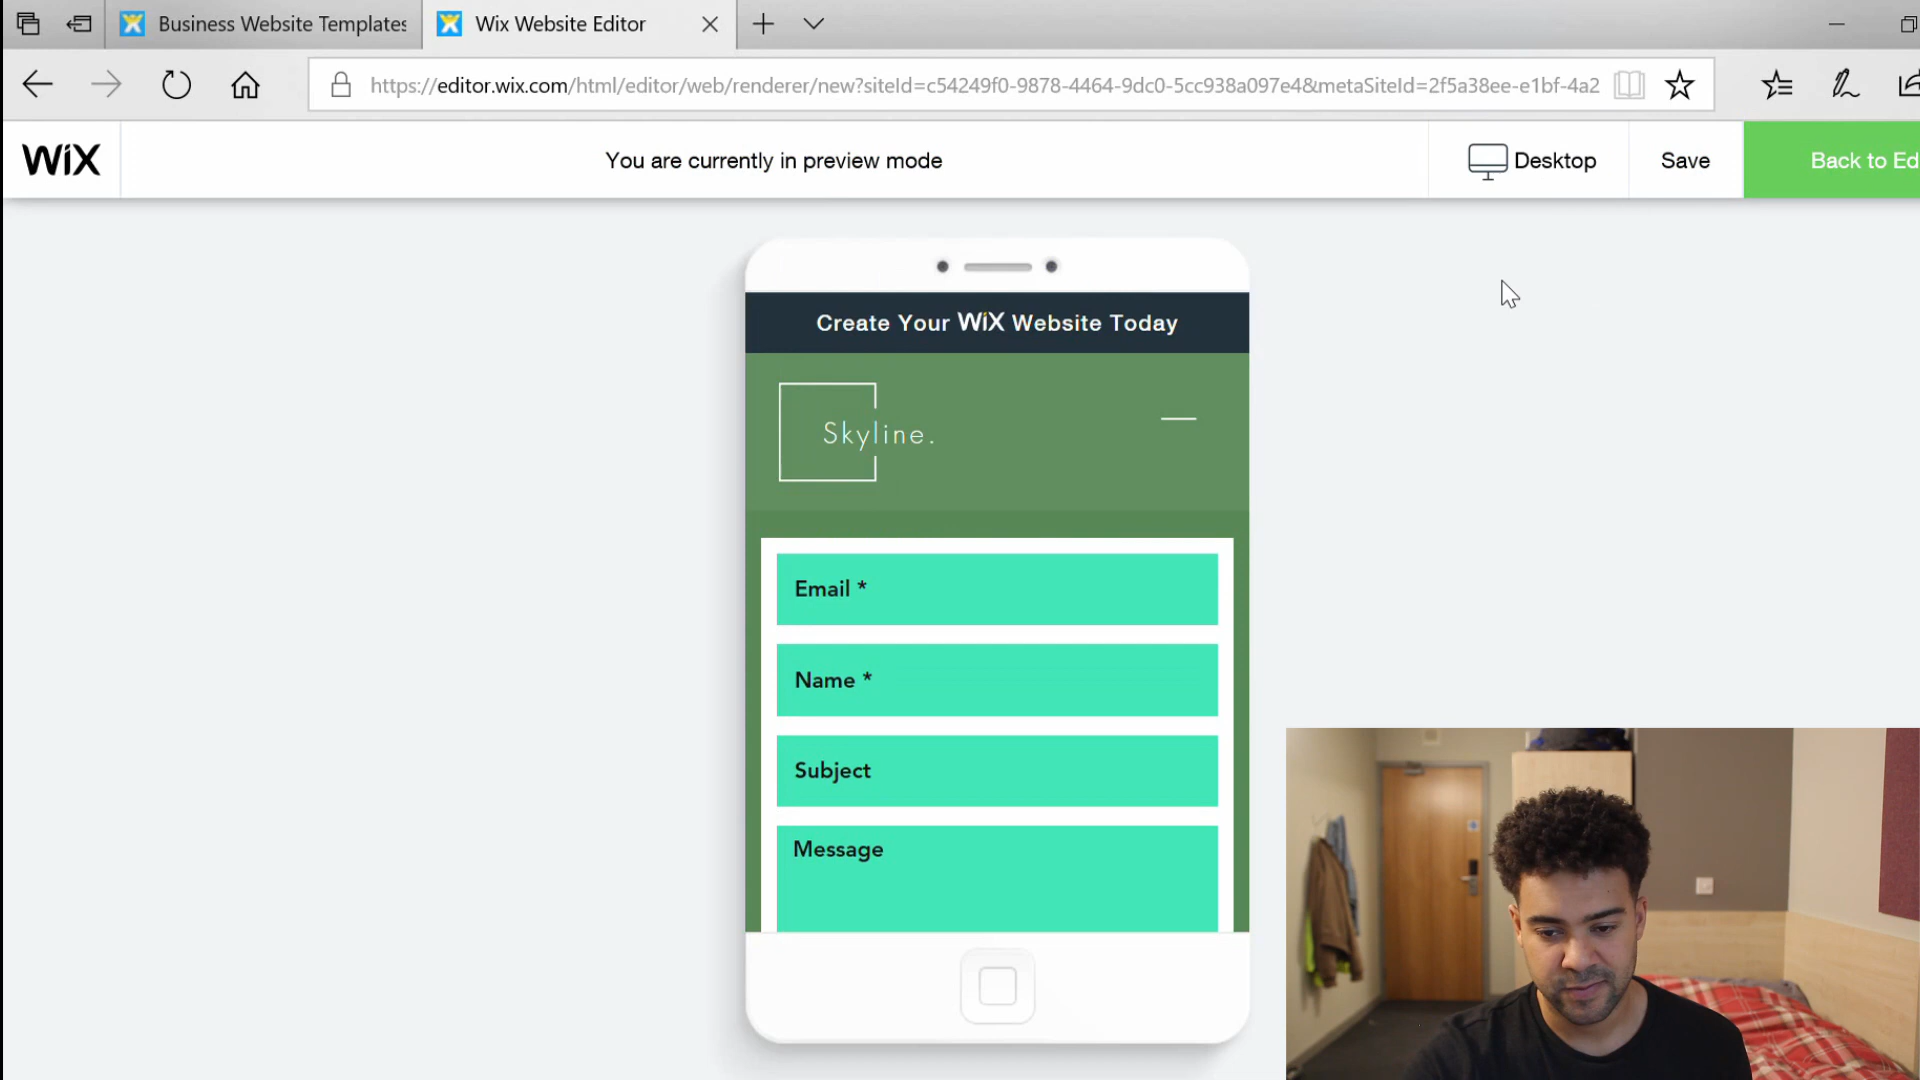 Business Website Templates
Wix Website Editor
https://editor.wix.com/html/editor/web/renderer/new?siteId=c54249f0-9878-4464-9dc0-5cc938a097e4&metaSiteId=2f5a38ee-e1bf-4a2
WiX
You are currently in preview mode
Desktop
Save
Back to Ed
Create Your WiX Website Today
Skyline.
Email *
Name *
Subject
Message